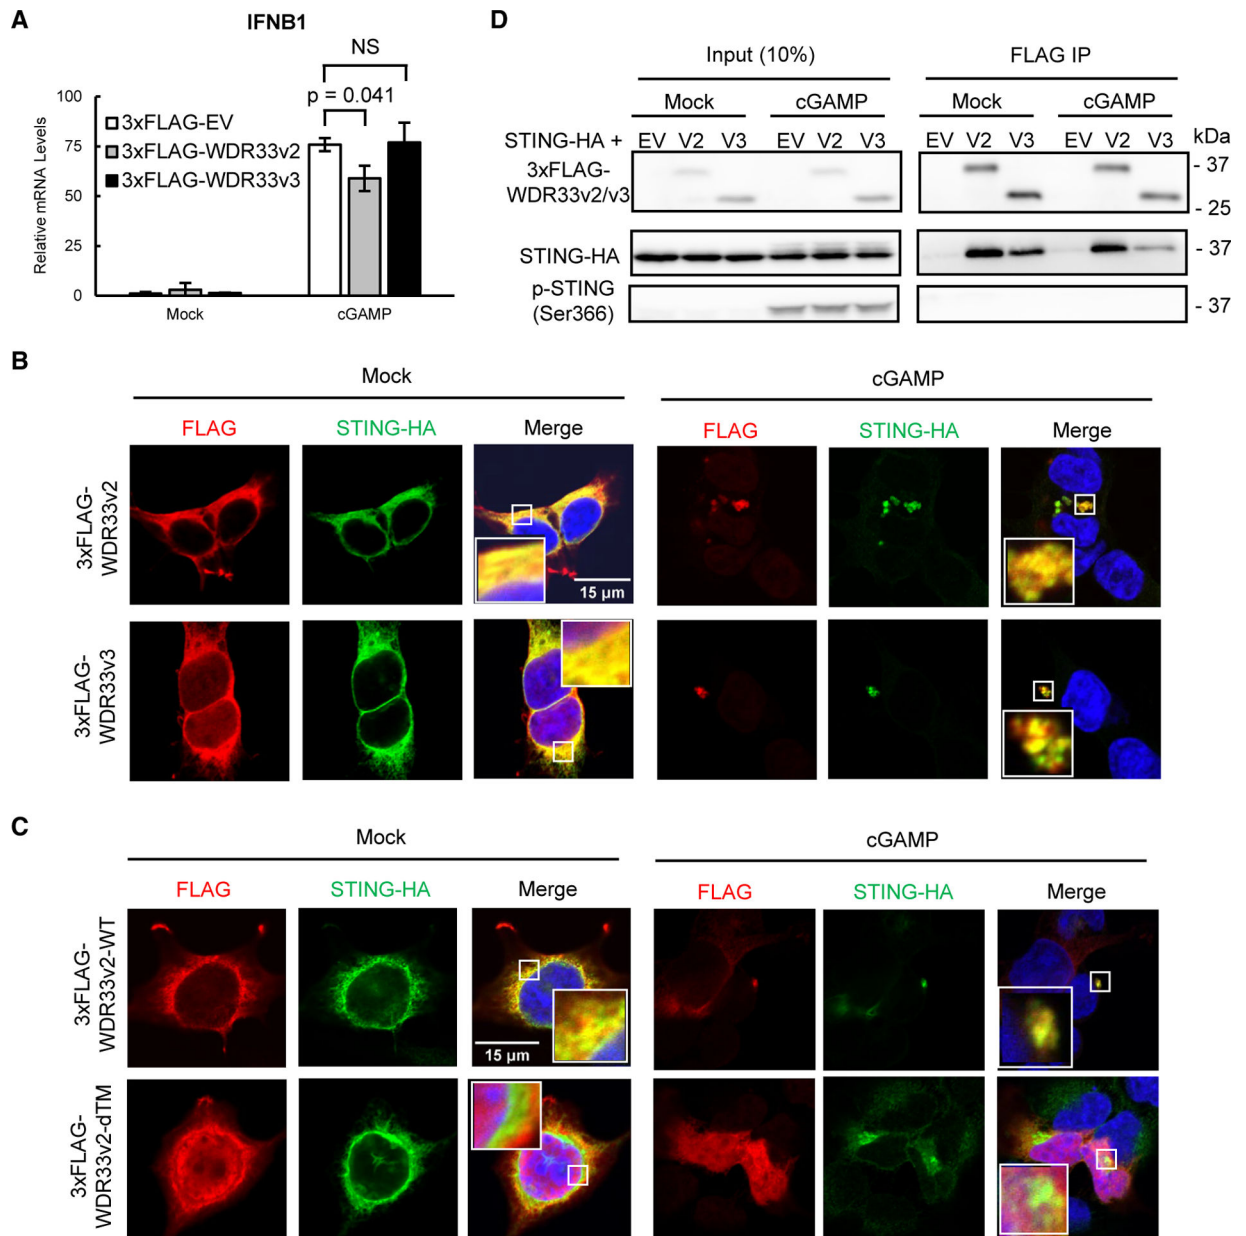 A
IFNB1
NS
p = 0.041
100
75
50
25
0
Relative mRNA Levels
3xFLAG-EV
3xFLAG-WDR33v2
3xFLAG-WDR33v3
Mock
cGAMP
D
Input (10%)
FLAG IP
Mock
cGAMP
Mock
cGAMP
STING-HA +
EV V2 V3
EV V2 V3
EV V2 V3
EV V2 V3
kDa
3xFLAG-
WDR33v2/v3
- 37
- 25
STING-HA
- 37
p-STING
(Ser366)
- 37
B
Mock
cGAMP
FLAG
STING-HA
Merge
FLAG
STING-HA
Merge
3xFLAG-
WDR33v2
15 µm
3xFLAG-
WDR33v3
C
Mock
cGAMP
FLAG
STING-HA
Merge
FLAG
STING-HA
Merge
3xFLAG-
WDR33v2-WT
15 µm
3xFLAG-
WDR33v2-dTM